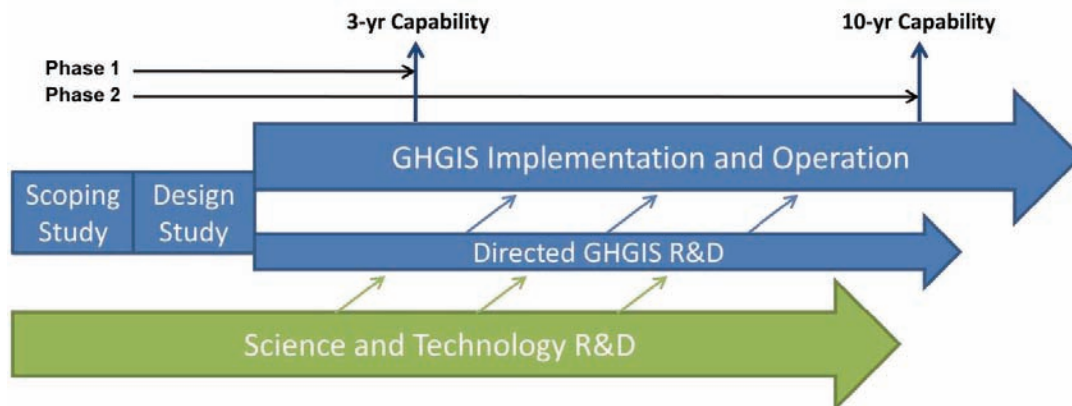 3-yr Capability
10-yr Capability
Phase 1
Phase 2
GHGIS Implementation and Operation
Scoping
Study
Design
Study
Directed GHGIS R&D
Science and Technology R&D